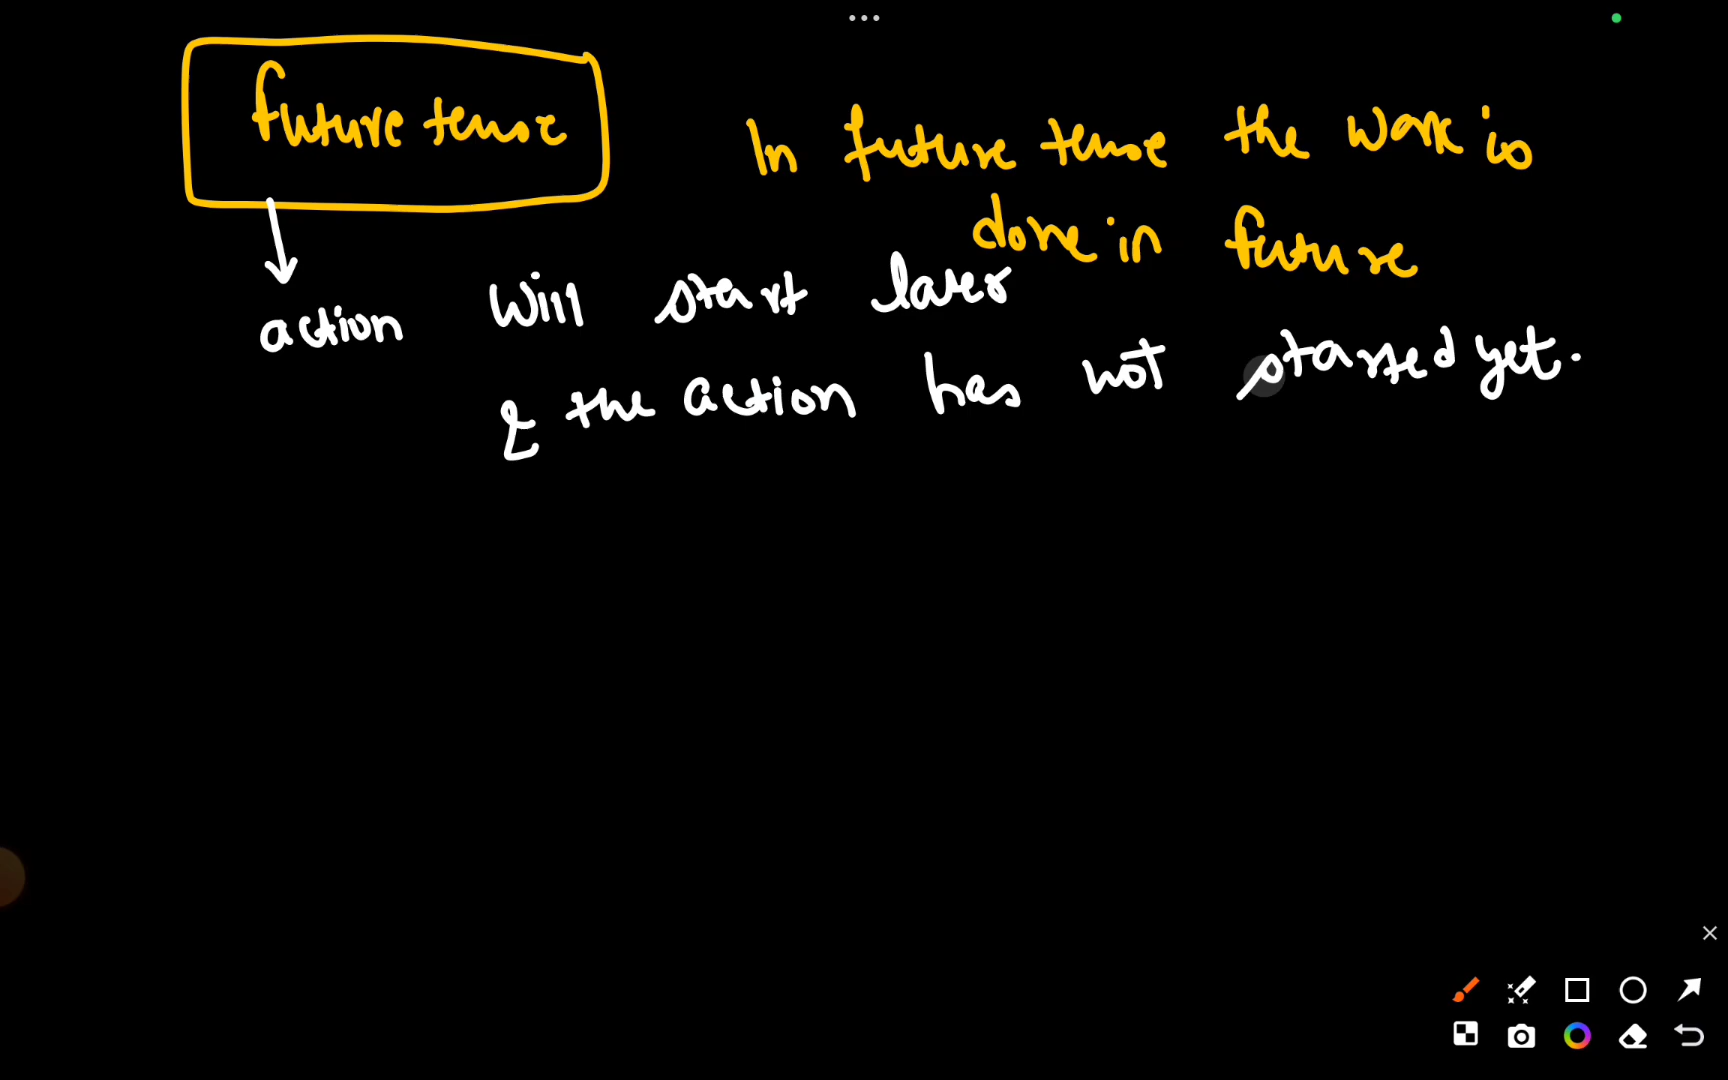 future tense
In future tense the work is
done in future
action will start later
& the action has not started yet.